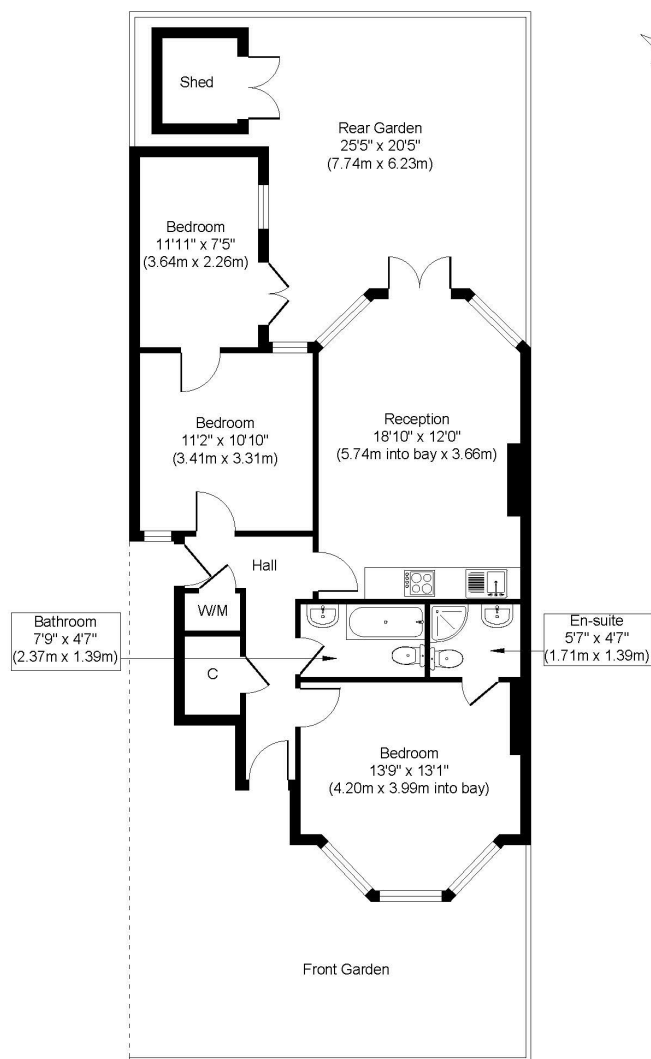 Shed
Rear Garden
25'5" x 20'5"
(7.74m x 6.23m)
Bedroom
11'11" x 7'5"
(3.64m x 2.26m)
Bedroom
11'2" x 10'10"
(3.41m x 3.31m)
Reception
18'10" x 12'0"
(5.74m into bay x 3.66m)
Hall
W/M
Bathroom
7'9" x 4'7"
(2.37m x 1.39m)
En-suite
5'7" x 4'7"
(1.71m x 1.39m)
C
Bedroom
13'9" x 13'1"
(4.20m x 3.99m into bay)
Front Garden